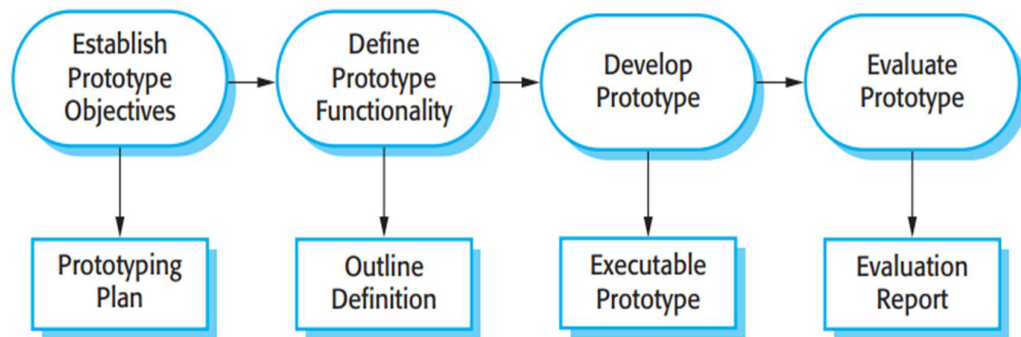 Establish
Prototype
Objectives
Define
Prototype
Functionality
Develop
Prototype
Evaluate
Prototype
Prototyping
Plan
Outline
Definition
Executable
Prototype
Evaluation
Report